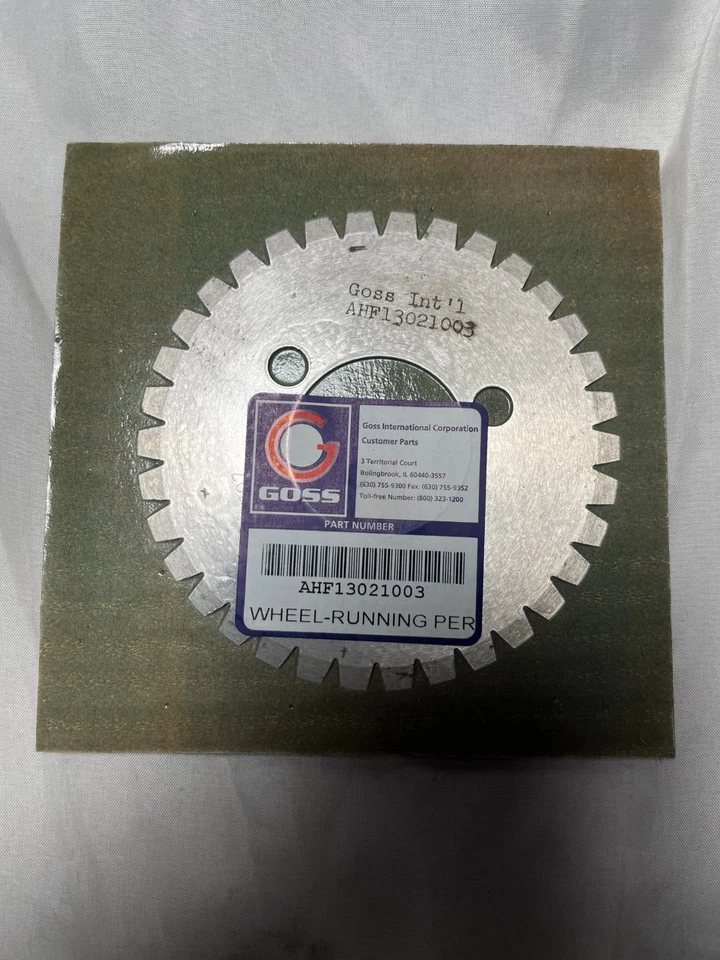 Goss Int'l
AHF13021003
GOSS
Goss International Corporation
Customer Parts
3 Territorial Court
Bolingbrook, IL 60440-3557
(630) 755-9300 Fax: (630) 755-9352
Toll-free Number: (800) 323-1200
PART NUMBER
AHF13021003
WHEEL-RUNNING PER